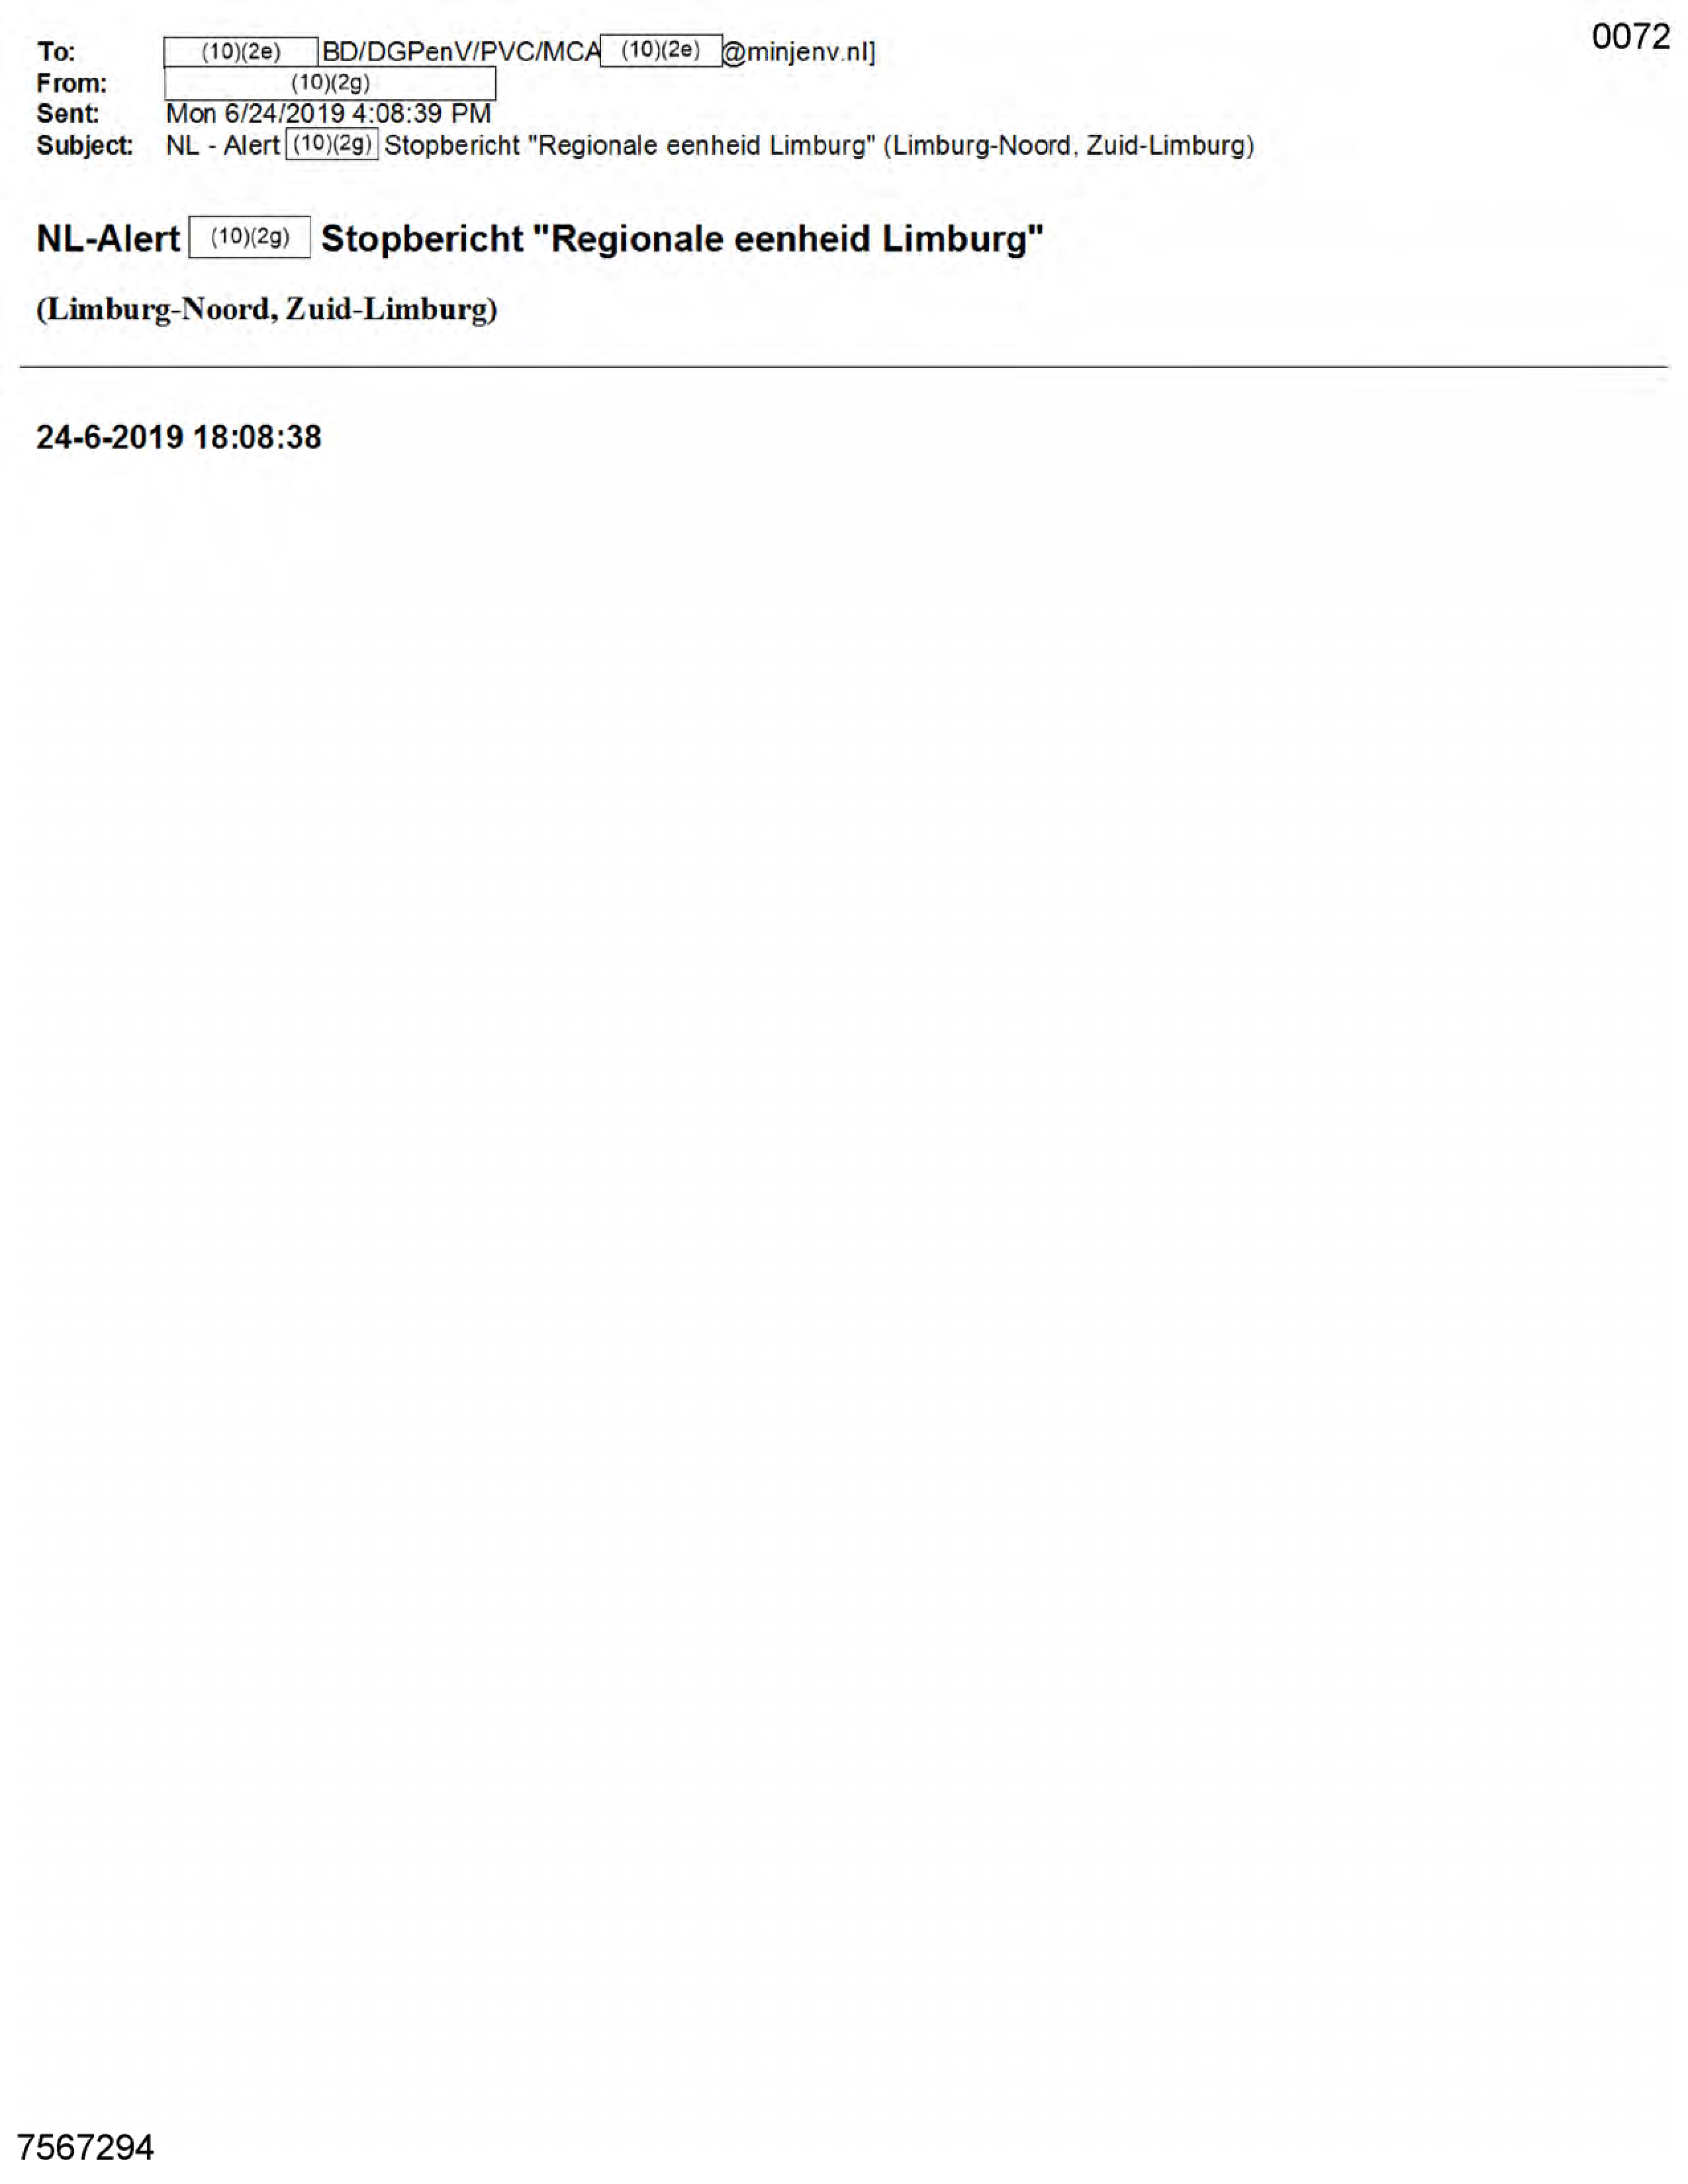 0072
To: (10)(2e) BD/DGPenV/PVC/MCA (10)(2e) @minjenv.nl]
From: (10)(2g)
Sent: Mon 6/24/2019 4:08:39 PM
Subject: NL - Alert (10)(2g) Stopbericht "Regionale eenheid Limburg" (Limburg-Noord, Zuid-Limburg)
NL-Alert (10)(2g) Stopbericht "Regionale eenheid Limburg"
(Limburg-Noord, Zuid-Limburg)
24-6-2019 18:08:38
7567294